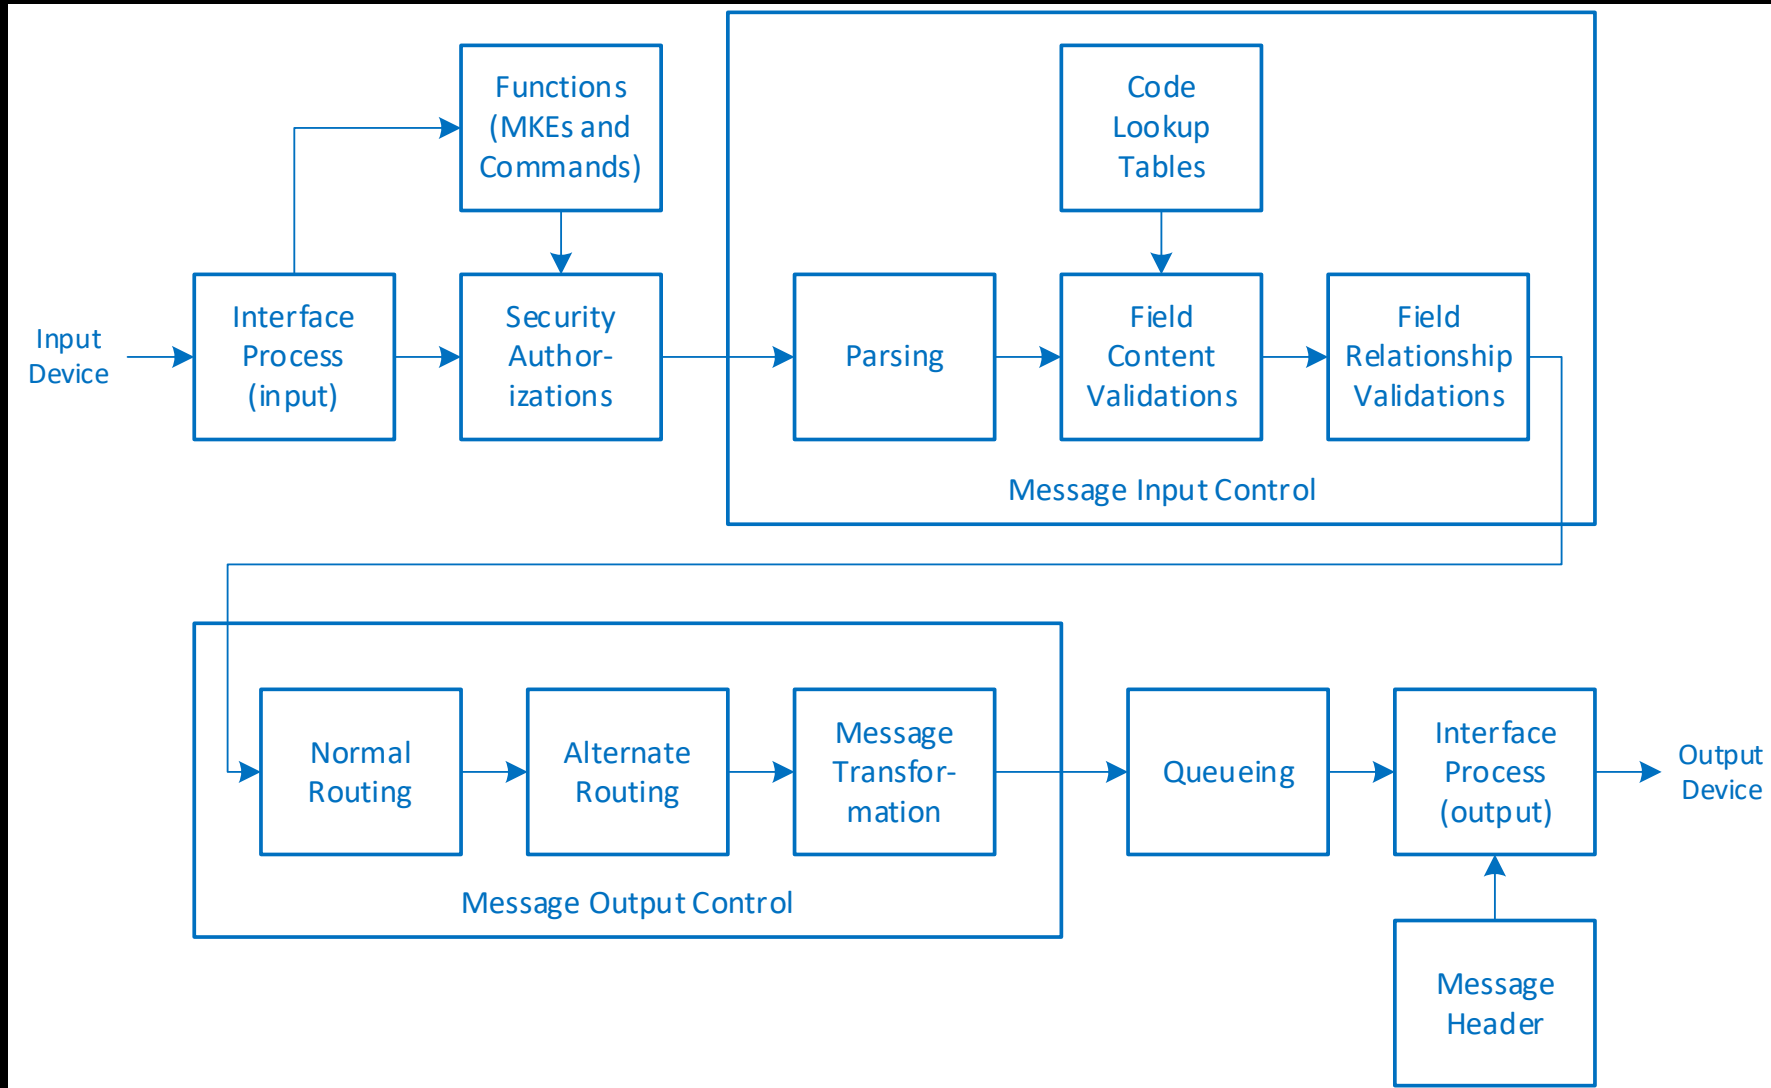 Functions
(MKEs and
Commands)
Code
Lookup
Tables
Input
Device
Interface
Process
(input)
Security
Author-
izations
Parsing
Field
Content
Validations
Field
Relationship
Validations
Message Input Control
Normal
Routing
Alternate
Routing
Message
Transfor-
mation
Queueing
Interface
Process
(output)
Output
Device
Message Output Control
Message
Header